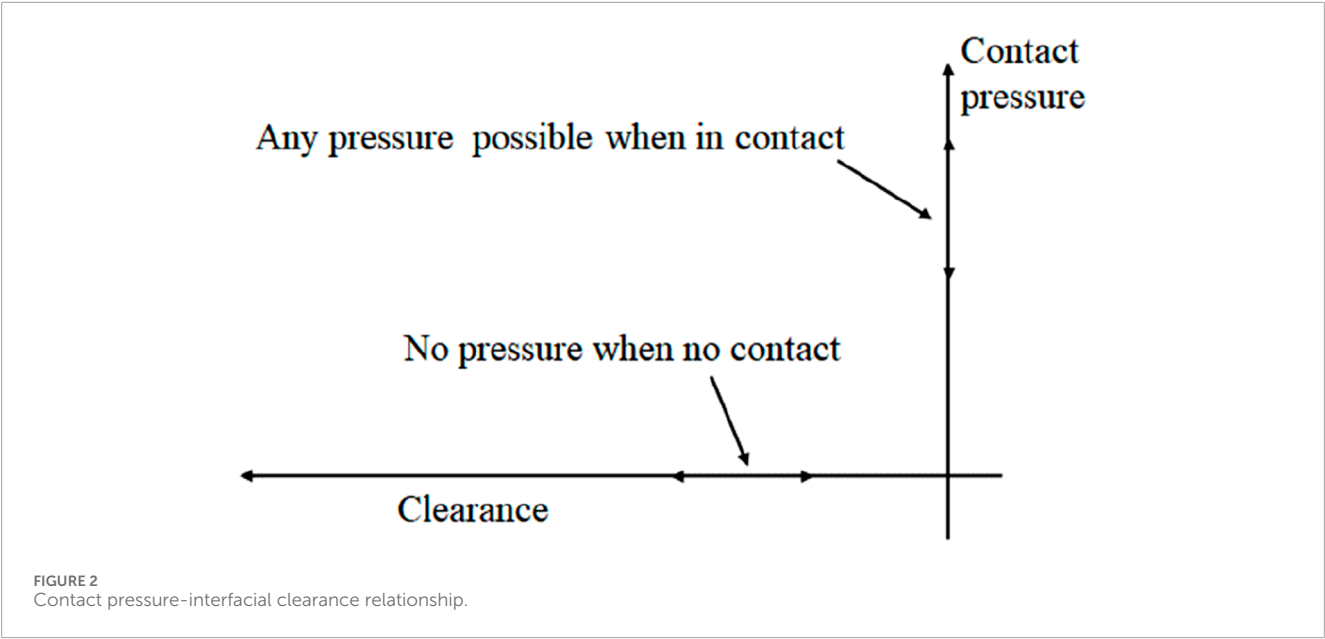 Contact
pressure
Any pressure possible when in contact
No pressure when no contact
Clearance
FIGURE 2
Contact pressure-interfacial clearance relationship.